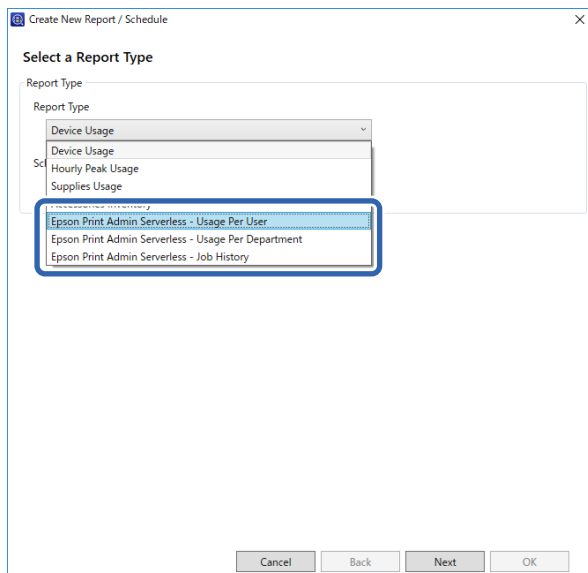 Create New Report / Schedule
Select a Report Type
Report Type
Report Type
Device Usage
Device Usage
Hourly Peak Usage
Supplies Usage
Accessories Inventory
Epson Print Admin Serverless - Usage Per User
Epson Print Admin Serverless - Usage Per Department
Epson Print Admin Serverless - Job History
Cancel
Back
Next
OK